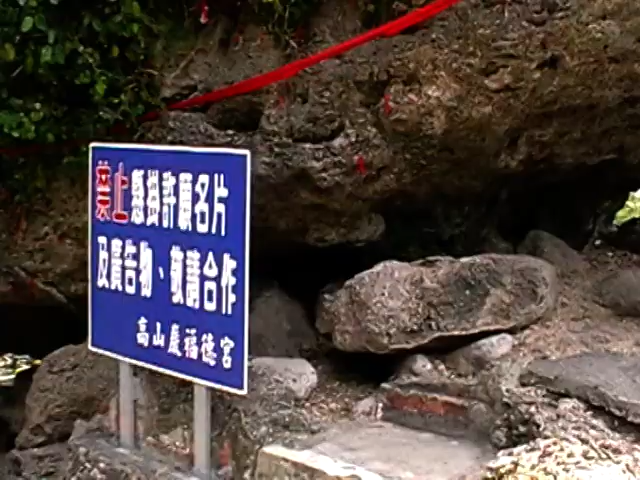 禁止懸掛許願名片
及廣告物、敬請合作
高山巖福德宮